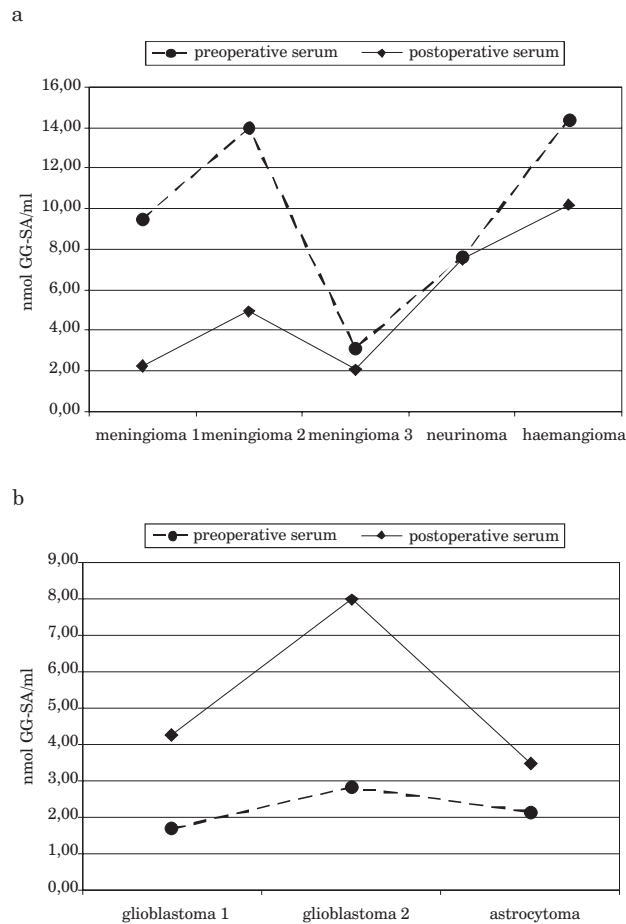 a
preoperative serum postoperative serum
16,00
14,00
12,00
10,00
8,00
6,00
4,00
2,00
0,00
nmol GG-SA/ml
meningioma 1 meningioma 2 meningioma 3 neurinoma haemangioma
b
preoperative serum postoperative serum
9,00
8,00
7,00
6,00
5,00
4,00
3,00
2,00
1,00
0,00
nmol GG-SA/ml
glioblastoma 1 glioblastoma 2 astrocytoma